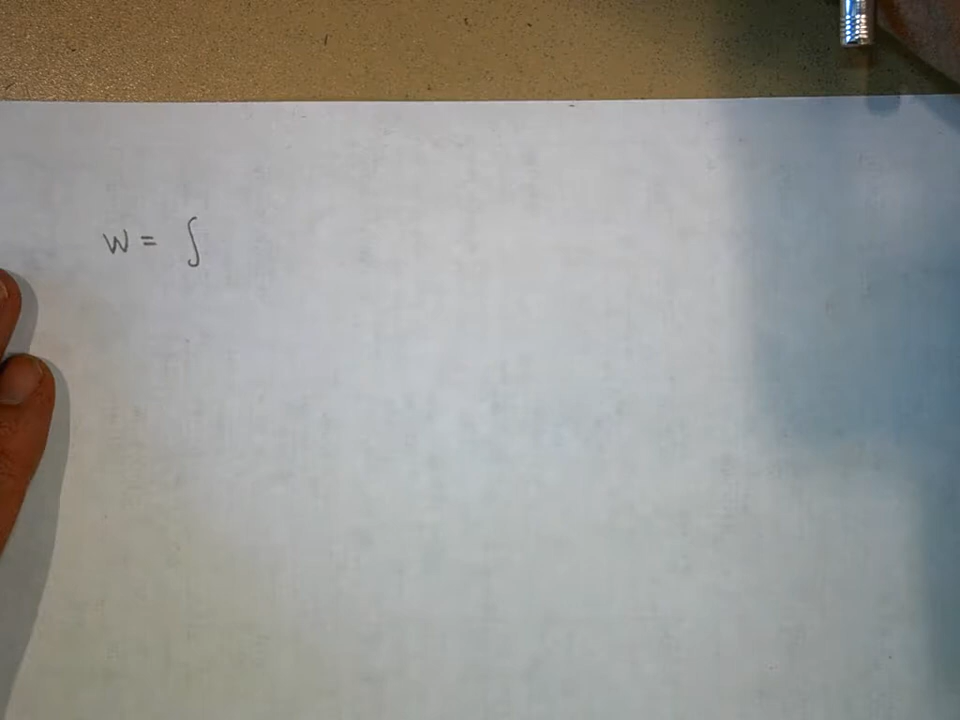 W = ∫